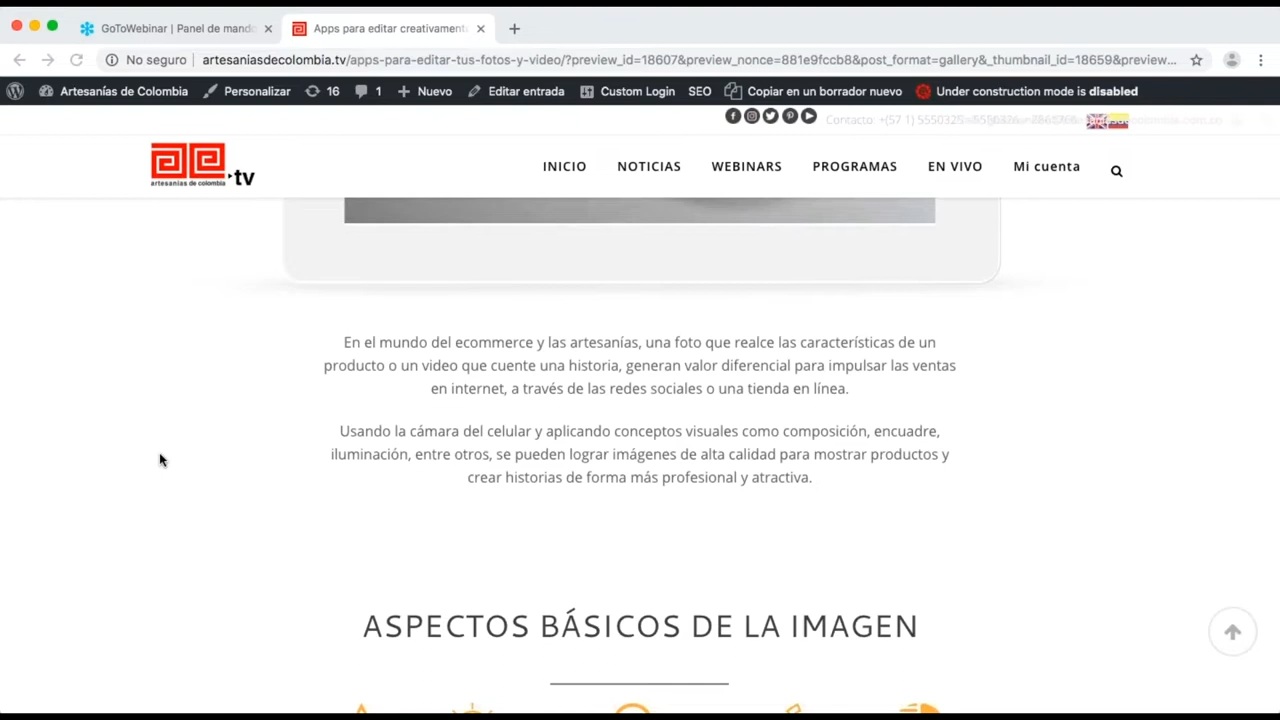 GoToWebinar | Panel de mando
Apps para editar creativament
No seguro
artesaniasdecolombia.tv/apps-para-editar-tus-fotos-y-video/?preview_id=18607&preview_nonce=881e9fccb8&post_format=gallery&_thumbnail_id=18659&preview...
Artesanías de Colombia
Personalizar
16
1
Nuevo
Editar entrada
Custom Login
SEO
Copiar en un borrador nuevo
Under construction mode is disabled
Contacto: +(57 1) 5550325
artesanías de colombia
tv
INICIO
NOTICIAS
WEBINARS
PROGRAMAS
EN VIVO
Mi cuenta
En el mundo del ecommerce y las artesanías, una foto que realce las características de un
producto o un video que cuente una historia, generan valor diferencial para impulsar las ventas
en internet, a través de las redes sociales o una tienda en línea.
Usando la cámara del celular y aplicando conceptos visuales como composición, encuadre,
iluminación, entre otros, se pueden lograr imágenes de alta calidad para mostrar productos y
crear historias de forma más profesional y atractiva.
ASPECTOS BÁSICOS DE LA IMAGEN